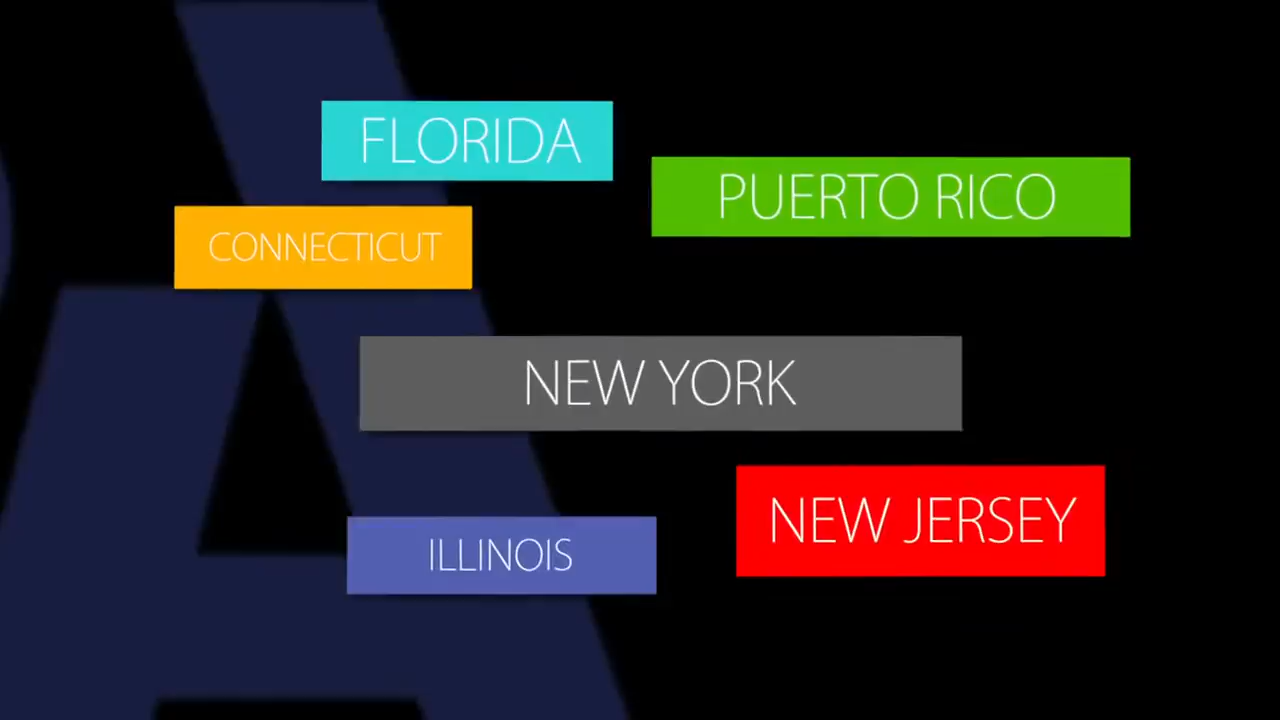 FLORIDA
PUERTO RICO
CONNECTICUT
NEW YORK
NEW JERSEY
ILLINOIS